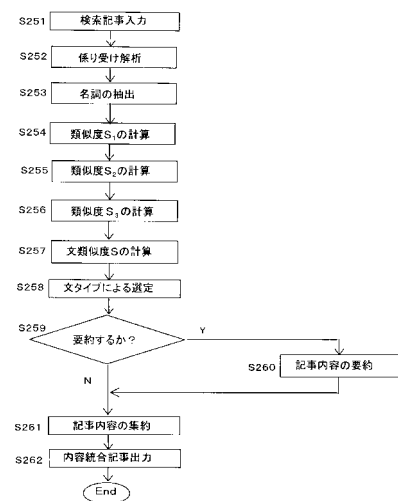 S251 検索記事入力
S252 係り受け解析
S253 名詞の抽出
S254 類似度S₁の計算
S255 類似度S₂の計算
S256 類似度S₃の計算
S257 文類似度Sの計算
S258 文タイプによる選定
S259 要約するか?
Y
S260 記事内容の要約
N
S261 記事内容の集約
S262 内容統合記事出力
End